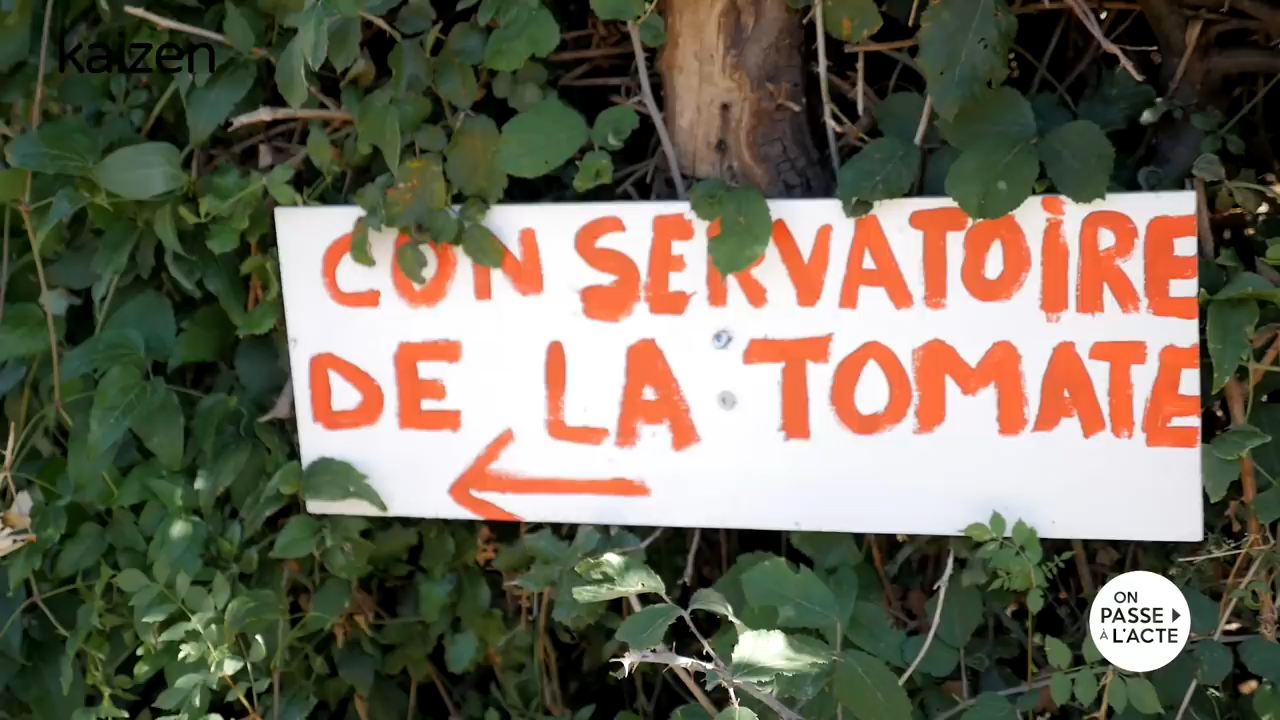 kaizen
CONSERVATOIRE
DE LA TOMATE
ON
PASSE
À L'ACTE